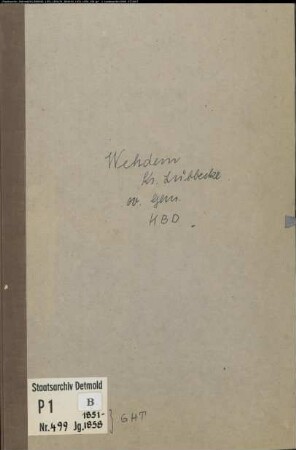 Wehdem
Kr. Lübbecke
ev. Gem.
HBD
Staatsarchiv Detmold
P 1 B
1851-
Nr. 499 Jg. 1858 } GHT